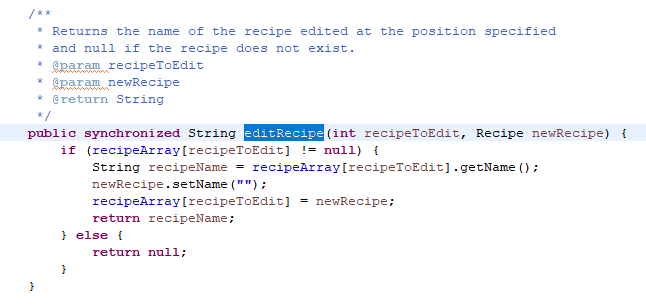 /**
 * Returns the name of the recipe edited at the position specified
 * and null if the recipe does not exist.
 * @param recipeToEdit
 * @param newRecipe
 * @return String
 */
public synchronized String editRecipe(int recipeToEdit, Recipe newRecipe) {
    if (recipeArray[recipeToEdit] != null) {
        String recipeName = recipeArray[recipeToEdit].getName();
        newRecipe.setName("");
        recipeArray[recipeToEdit] = newRecipe;
        return recipeName;
    } else {
        return null;
    }
}